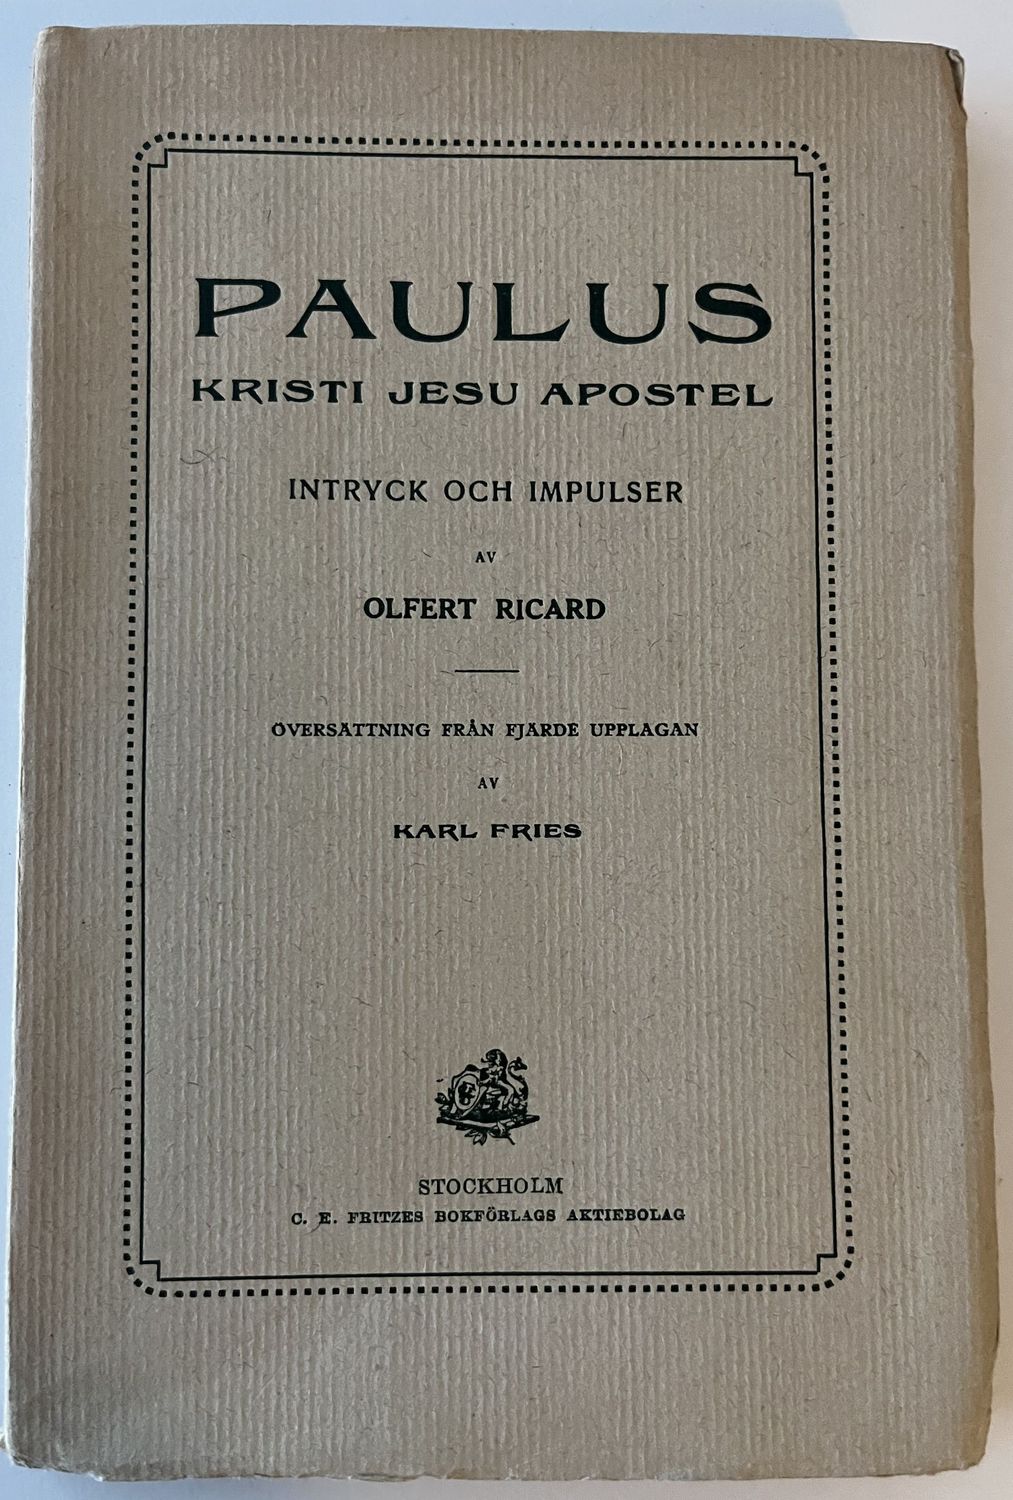 PAULUS
KRISTI JESU APOSTEL
INTRYCK OCH IMPULSER
AV
OLFERT RICARD
ÖVERSÄTTNING FRÅN FJÄRDE UPPLAGAN
AV
KARL FRIES
STOCKHOLM
C. E. FRITZES BOKFÖRLAGS AKTIEBOLAG